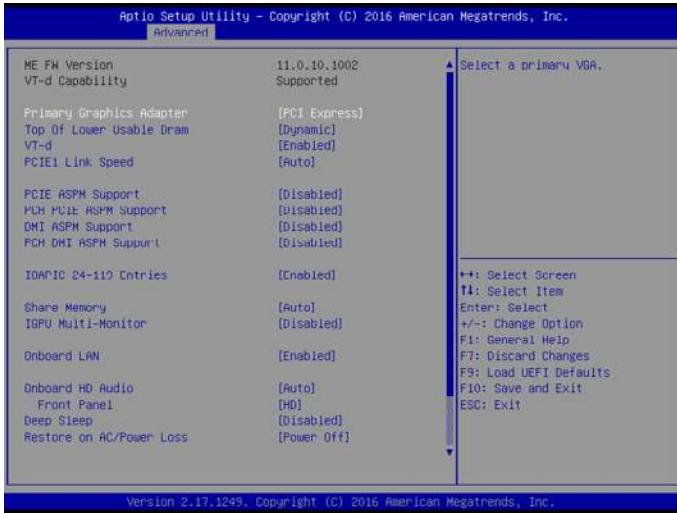 Aptio Setup Utility – Copyright (C) 2016 American Megatrends, Inc.
Advanced
ME FW Version 11.0.10.1002
VT-d Capability Supported
Primary Graphics Adapter [PCI Express]
Top Of Lower Usable Dram [Dynamic]
VT-d [Enabled]
PCIE1 Link Speed [Auto]
PCIE ASPM Support [Disabled]
PCH PCIE ASPM Support [Disabled]
DMI ASPM Support [Disabled]
PCH DMI ASPM Support [Disabled]
IOAPIC 24-119 Entries [Enabled]
Share Memory [Auto]
IGPU Multi-Monitor [Disabled]
Onboard LAN [Enabled]
Onboard HD Audio [Auto]
Front Panel [HD]
Deep Sleep [Disabled]
Restore on AC/Power Loss [Power Off]
Select a primary VGA.
↔: Select Screen
↑↓: Select Item
Enter: Select
+/-: Change Option
F1: General Help
F7: Discard Changes
F9: Load UEFI Defaults
F10: Save and Exit
ESC: Exit
Version 2.17.1249. Copyright (C) 2016 American Megatrends, Inc.